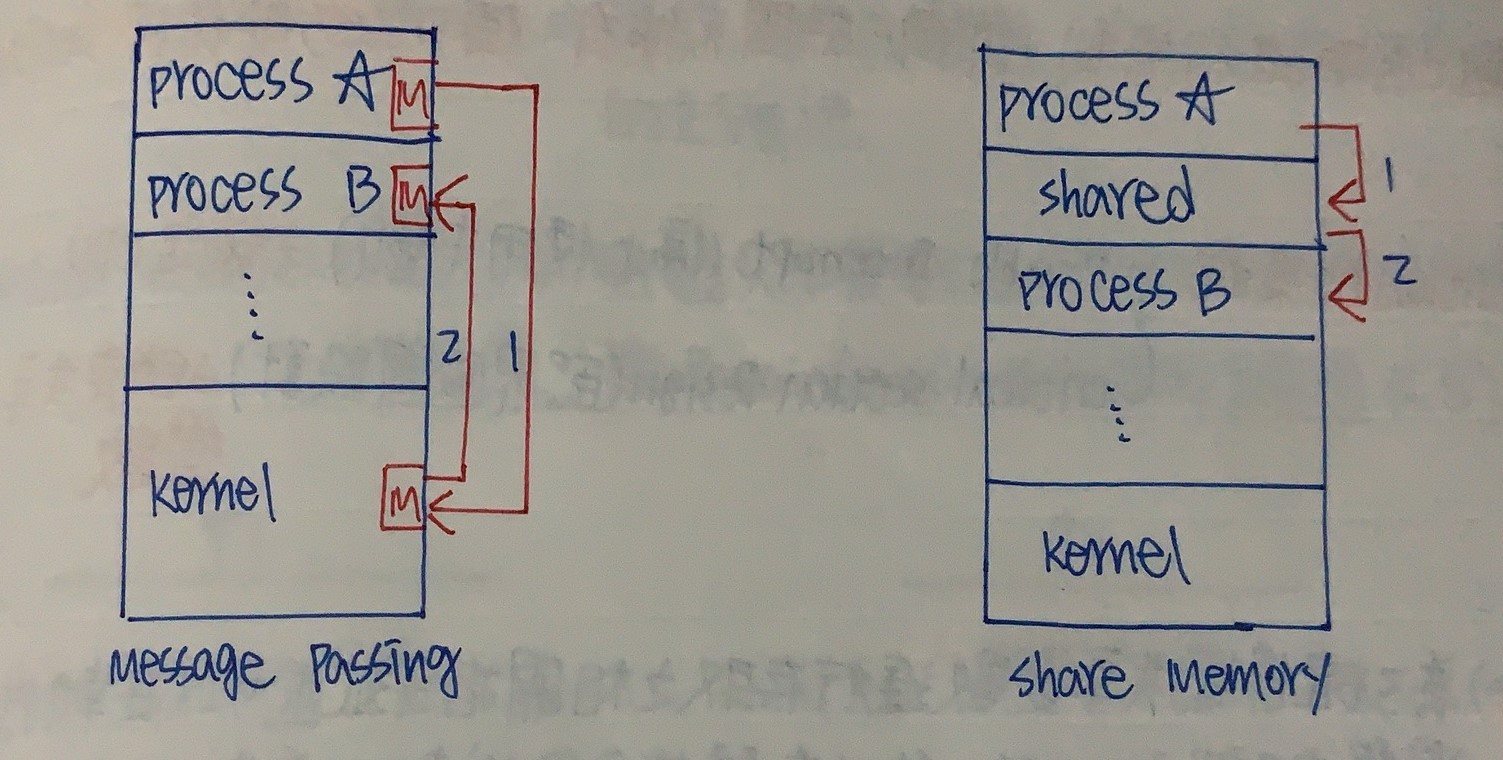 process A M
process B M
2 1
kernel M
Message Passing
process A
1
shared
2
process B
kernel
share Memory